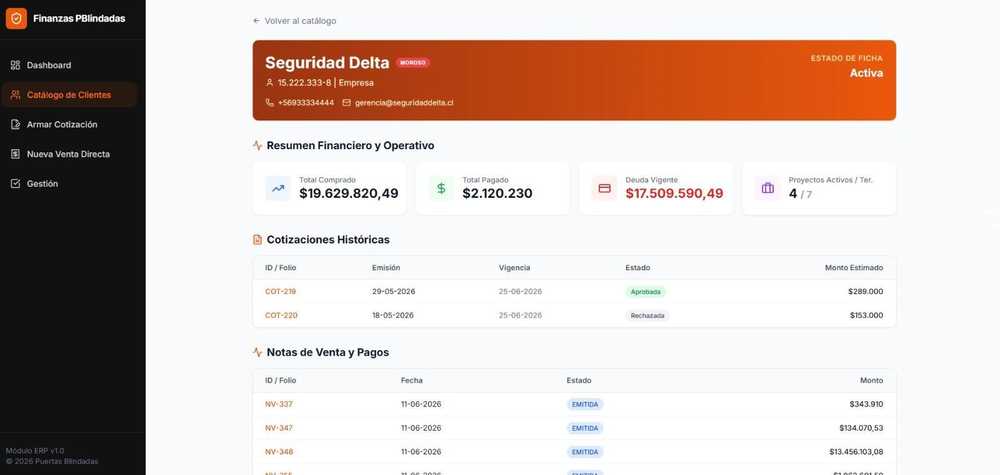 Finanzas PBlindadas
Dashboard
Catálogo de Clientes
Armar Cotización
Nueva Venta Directa
Gestión
Módulo ERP v1.0
© 2026 Puertas Blindadas
Volver al catálogo
Seguridad Delta MOROSO
15.222.333-8 | Empresa
+56933334444 gerencia@seguridaddelta.cl
ESTADO DE FICHA
Activa
Resumen Financiero y Operativo
Total Comprado
$19.629.820,49
Total Pagado
$2.120.230
Deuda Vigente
$17.509.590,49
Proyectos Activos / Ter.
4 / 7
Cotizaciones Históricas
ID / Folio Emisión Vigencia Estado Monto Estimado
COT-219 29-05-2026 25-06-2026 Aprobada $289.000
COT-220 18-05-2026 25-06-2026 Rechazada $153.000
Notas de Venta y Pagos
ID / Folio Fecha Estado Monto
NV-337 11-06-2026 EMITIDA $343.910
NV-347 11-06-2026 EMITIDA $134.070,53
NV-348 11-06-2026 EMITIDA $13.456.103,08